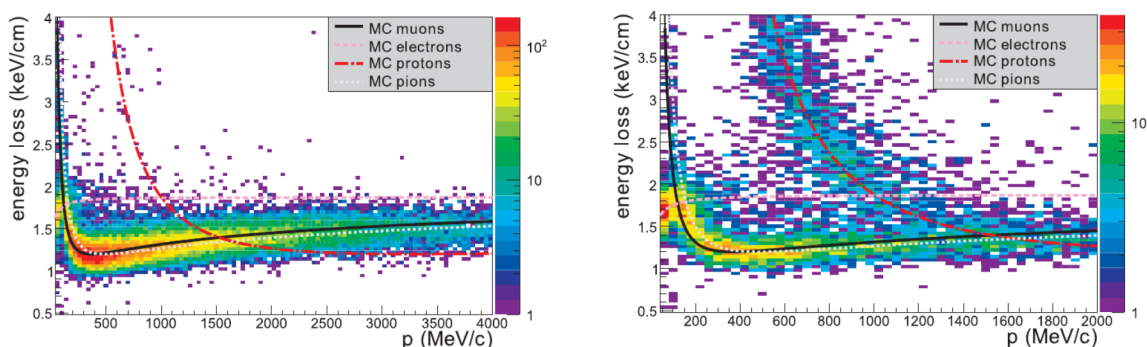 energy loss (keV/cm)
4
3.5
3
2.5
2
1.5
1
0.5
MC muons
MC electrons
MC protons
MC pions
10²
10
1
500 1000 1500 2000 2500 3000 3500 4000
p (MeV/c)
energy loss (keV/cm)
4
3.5
3
2.5
2
1.5
1
0.5
MC muons
MC electrons
MC protons
MC pions
10
1
200 400 600 800 1000 1200 1400 1600 1800 2000
p (MeV/c)